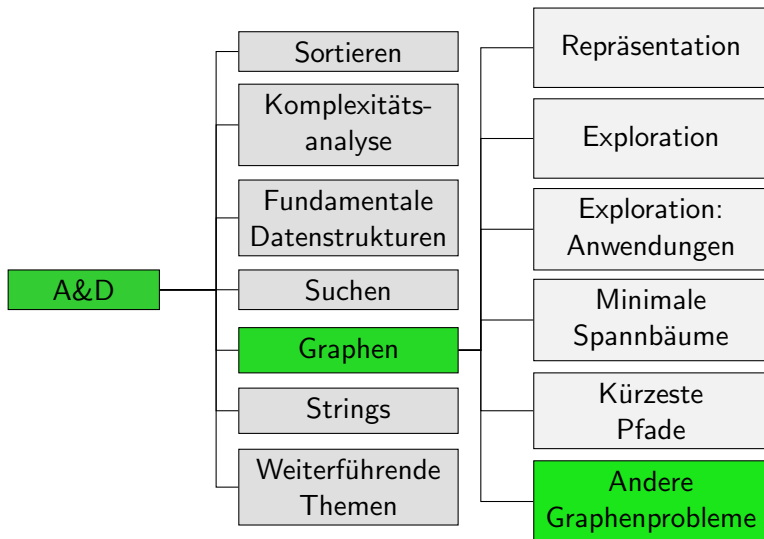 A&D
Sortieren
Komplexitäts-
analyse
Fundamentale
Datenstrukturen
Suchen
Graphen
Strings
Weiterführende
Themen
Repräsentation
Exploration
Exploration:
Anwendungen
Minimale
Spannbäume
Kürzeste
Pfade
Andere
Graphenprobleme